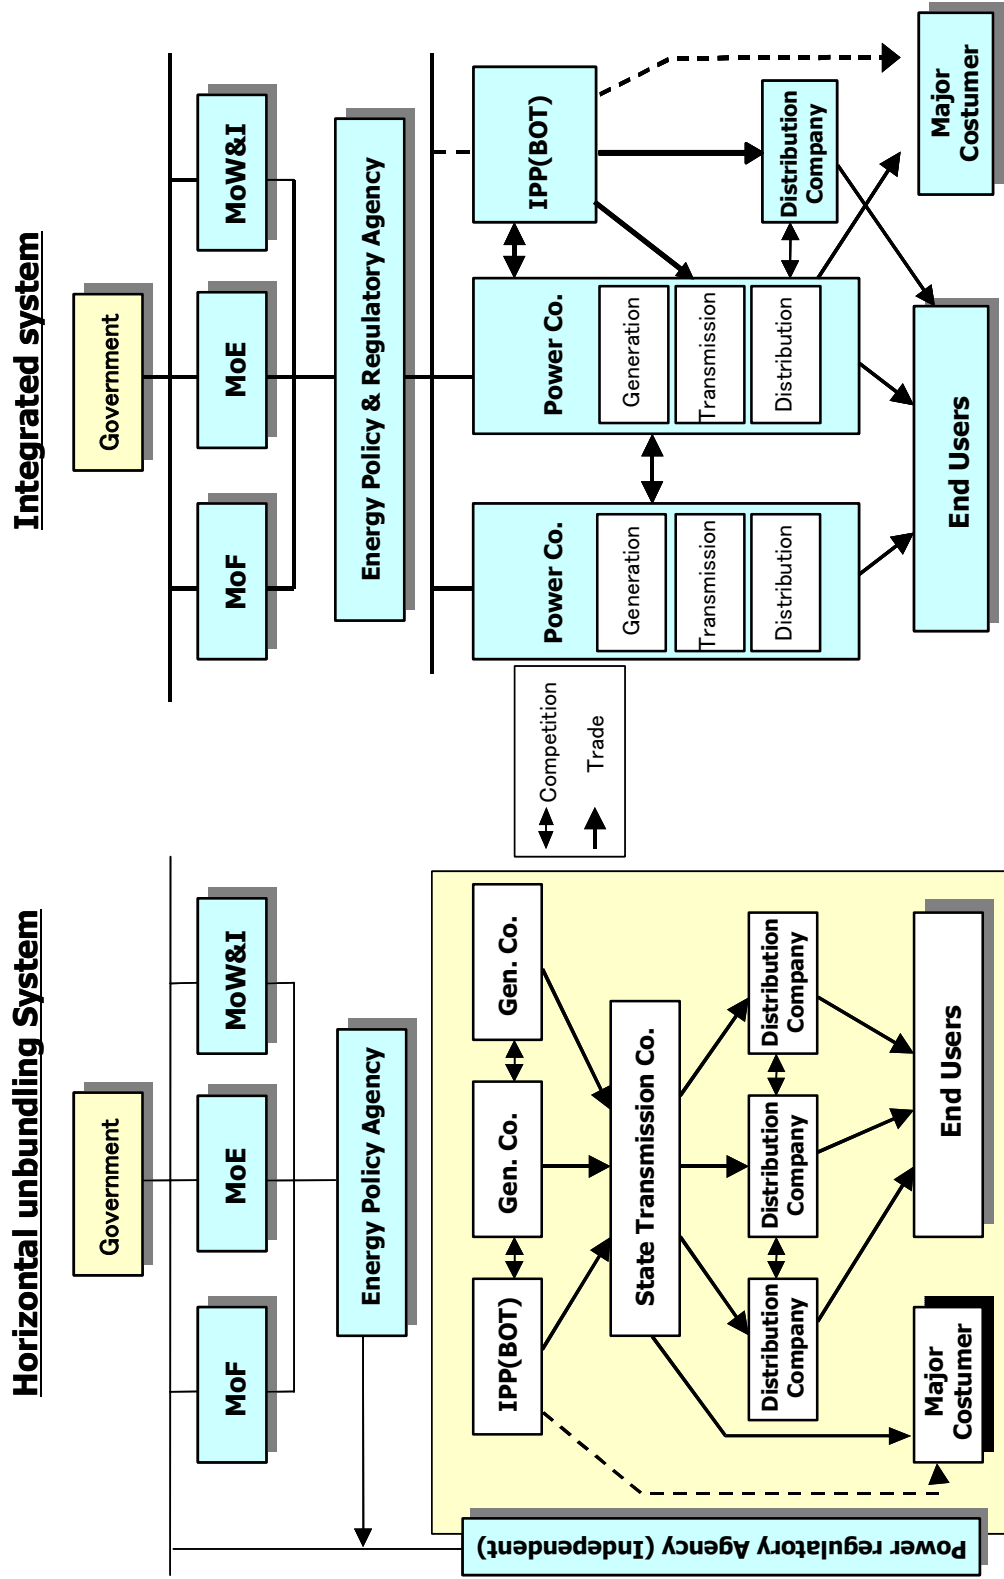 Horizontal unbundling System
Government
MoF
MoE
MoW&I
Energy Policy Agency
IPP(BOT)
Gen. Co.
Gen. Co.
State Transmission Co.
Distribution
Company
Distribution
Company
Distribution
Company
Major
Costumer
End Users
Power regulatory Agency (Independent)
Competition
Trade
Integrated system
Government
MoF
MoE
MoW&I
Energy Policy & Regulatory Agency
Power Co.
Generation
Transmission
Distribution
Power Co.
Generation
Transmission
Distribution
IPP(BOT)
Distribution
Company
End Users
Major
Costumer